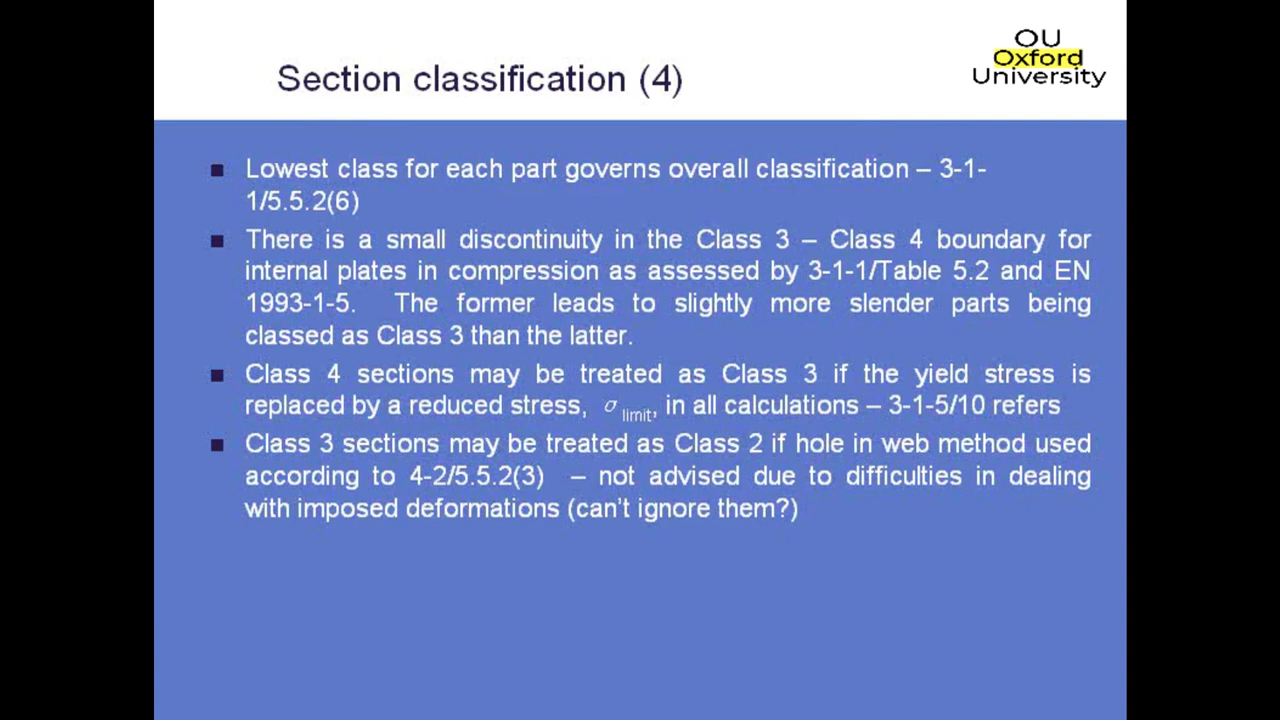 OU
Oxford
University
Section classification (4)
Lowest class for each part governs overall classification – 3-1-
1/5.5.2(6)
There is a small discontinuity in the Class 3 – Class 4 boundary for
internal plates in compression as assessed by 3-1-1/Table 5.2 and EN
1993-1-5. The former leads to slightly more slender parts being
classed as Class 3 than the latter.
Class 4 sections may be treated as Class 3 if the yield stress is
replaced by a reduced stress, σ limit, in all calculations – 3-1-5/10 refers
Class 3 sections may be treated as Class 2 if hole in web method used
according to 4-2/5.5.2(3) – not advised due to difficulties in dealing
with imposed deformations (can't ignore them?)